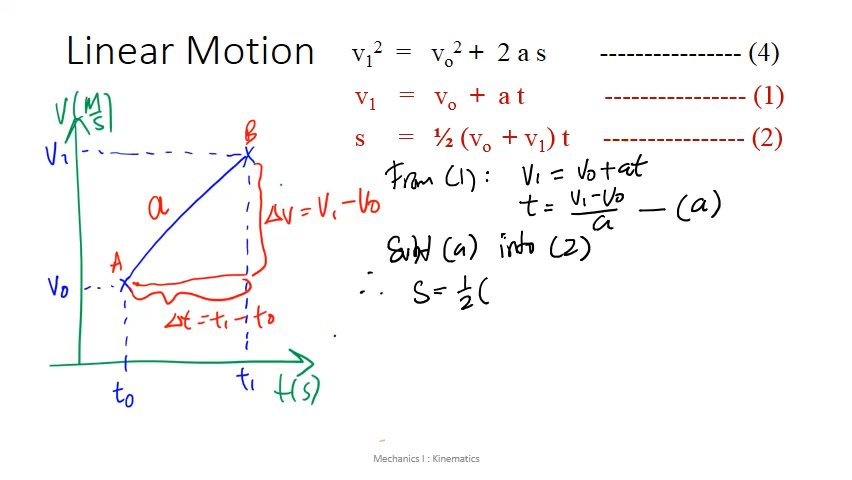 Linear Motion
v₁² = vₒ² + 2 a s ---------------- (4)
v₁ = vₒ + a t ---------------- (1)
s = ½ (vₒ + v₁) t ---------------- (2)
V(M/S)
V₁
B
a
ΔV = V₁ - V₀
A
V₀
Δt = t₁ - t₀
t₀
t₁
t(S)
From (1): V₁ = V₀ + at
t = (V₁ - V₀)/a — (a)
(a) into (2)
∴ S = ½(
Mechanics I : Kinematics